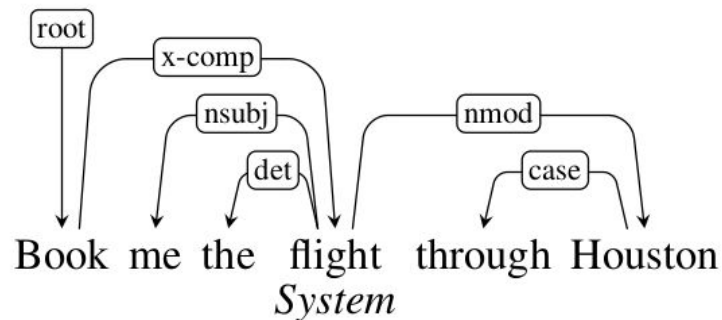 root
x-comp
nsubj
nmod
det
case
Book me the flight through Houston
System